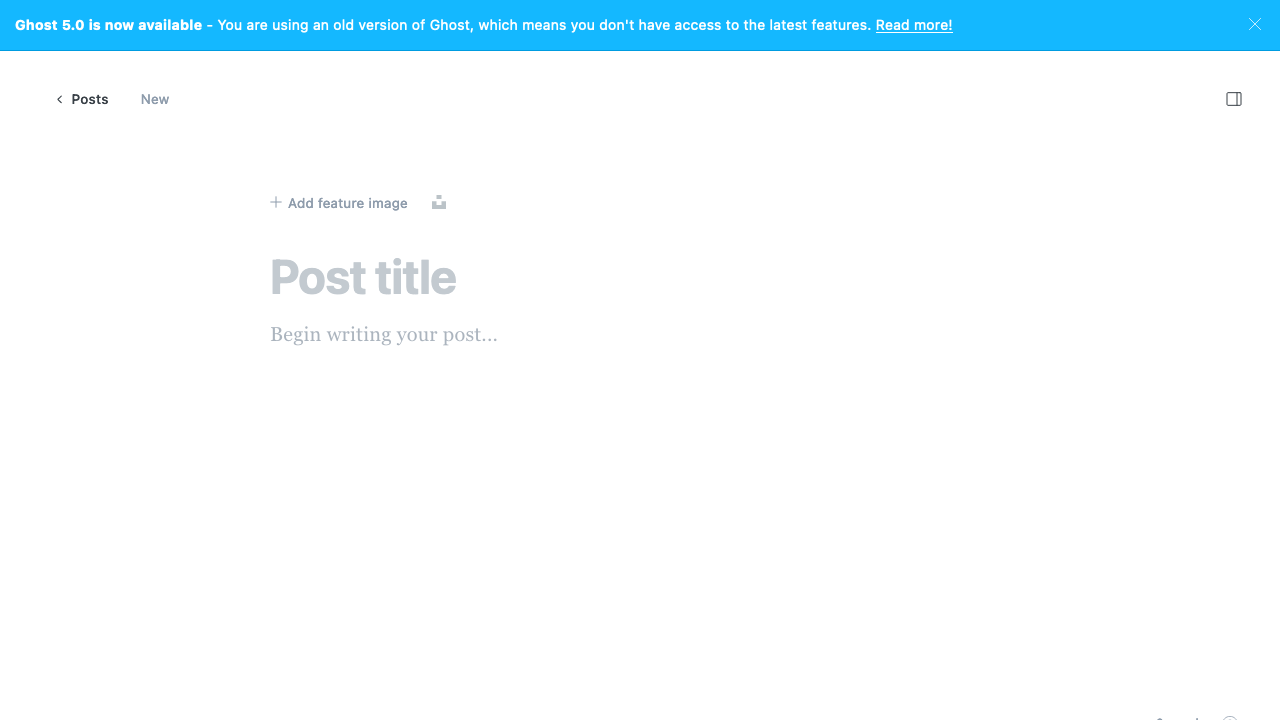 Ghost 5.0 is now available – You are using an old version of Ghost, which means you don't have access to the latest features. Read more!
Posts New
Add feature image
Post title
Begin writing your post...